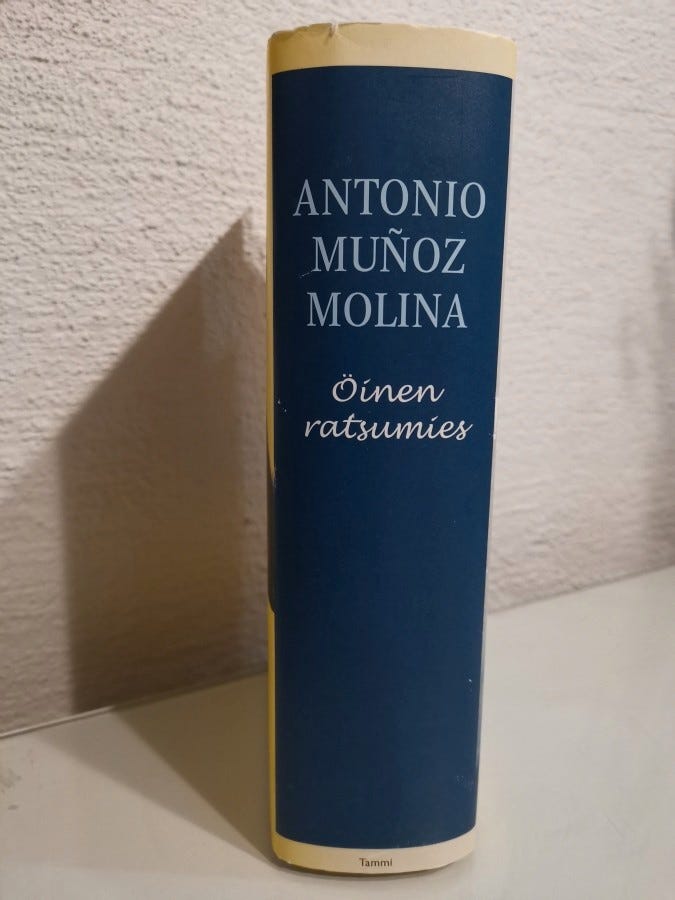 ANTONIO
MUÑOZ
MOLINA
Öinen
ratsumies
Tammi